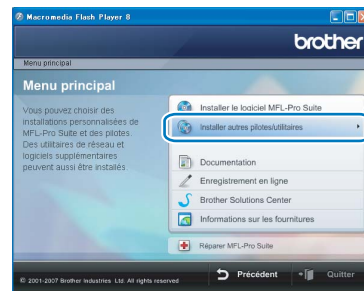 Macromedia Flash Player 8
brother
Menu principal
Menu principal
Vous pouvez choisir des
installations personnalisées de
MFL-Pro Suite et des pilotes.
Des utilitaires de réseau et
logiciels supplémentaires
peuvent aussi être installés.
Installer le logiciel MFL-Pro Suite
Installer autres pilotes/utilitaires
Documentation
Enregistrement en ligne
Brother Solutions Center
Informations sur les fournitures
Réparer MFL-Pro Suite
© 2001-2007 Brother Industries Ltd. All rights reserved
Précédent
Quitter